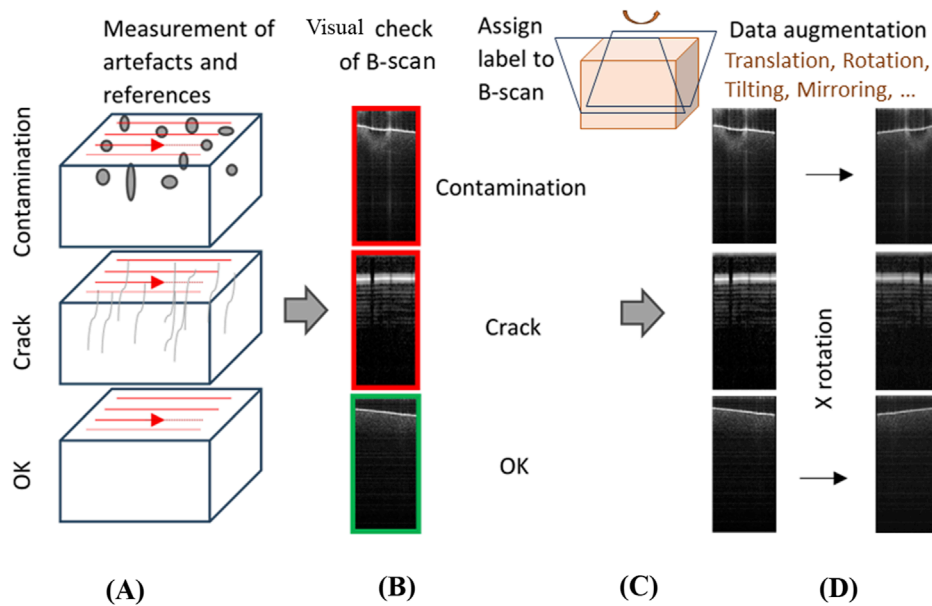 Measurement of
artefacts and
references
Visual check
of B-scan
Assign
label to
B-scan
Data augmentation
Translation, Rotation,
Tilting, Mirroring, ...
Contamination
Crack
OK
Contamination
Crack
OK
X rotation
(A)
(B)
(C)
(D)